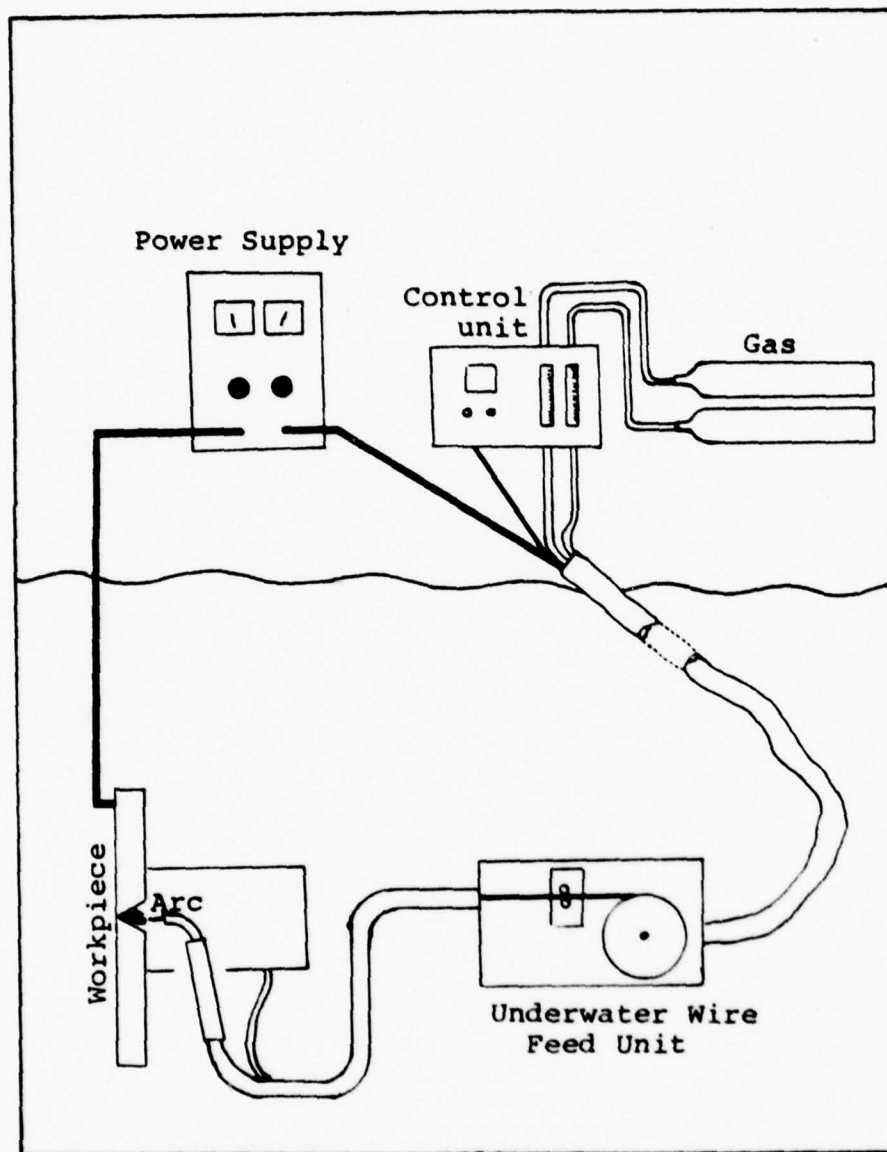 Power Supply
Control
unit
Gas
Workpiece
Arc
Underwater Wire
Feed Unit